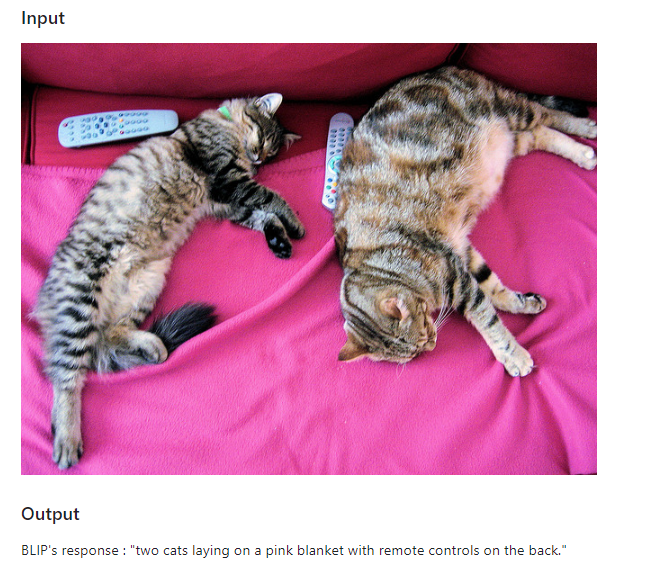 Input
Output
BLIP's response : "two cats laying on a pink blanket with remote controls on the back."